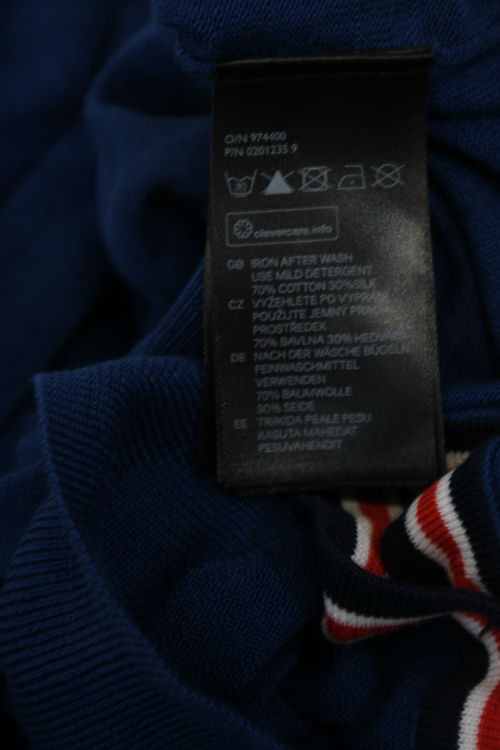 O/N 974400
P/N 0201235 9
30
clevercare.info
GB IRON AFTER WASH
USE MILD DETERGENT
70% COTTON 30%SILK
CZ VYŽEHLETE PO VYPRÁNÍ
POUŽIJTE JEMNÝ PRACÍ
PROSTŘEDEK
70% BAVLNA 30% HEDVÁBÍ
DE NACH DER WÄSCHE BÜGELN
FEINWASCHMITTEL
VERWENDEN
70% BAUMWOLLE
30% SEIDE
EE TRIIKIDA PEALE PESU
KASUTA MAHEDAT
PESUVAHENDIT